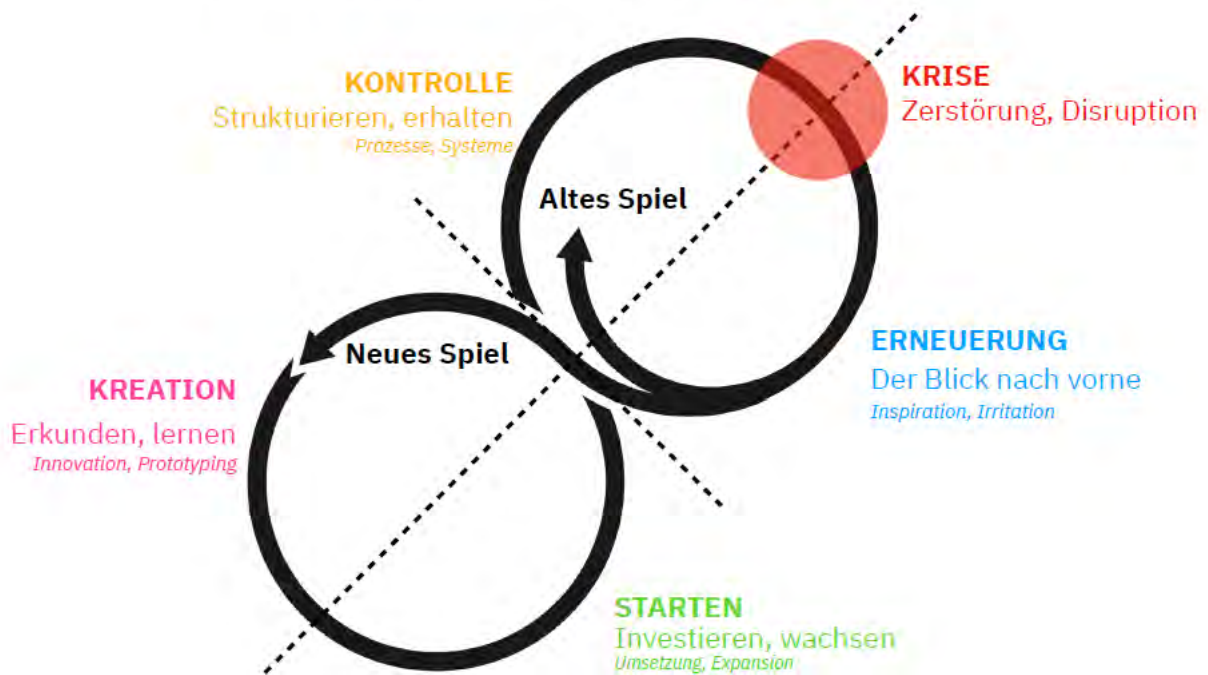 KONTROLLE
Strukturieren, erhalten
Prozesse, Systeme
KRISE
Zerstörung, Disruption
Altes Spiel
Neues Spiel
ERNEUERUNG
Der Blick nach vorne
Inspiration, Irritation
KREATION
Erkunden, lernen
Innovation, Prototyping
STARTEN
Investieren, wachsen
Umsetzung, Expansion